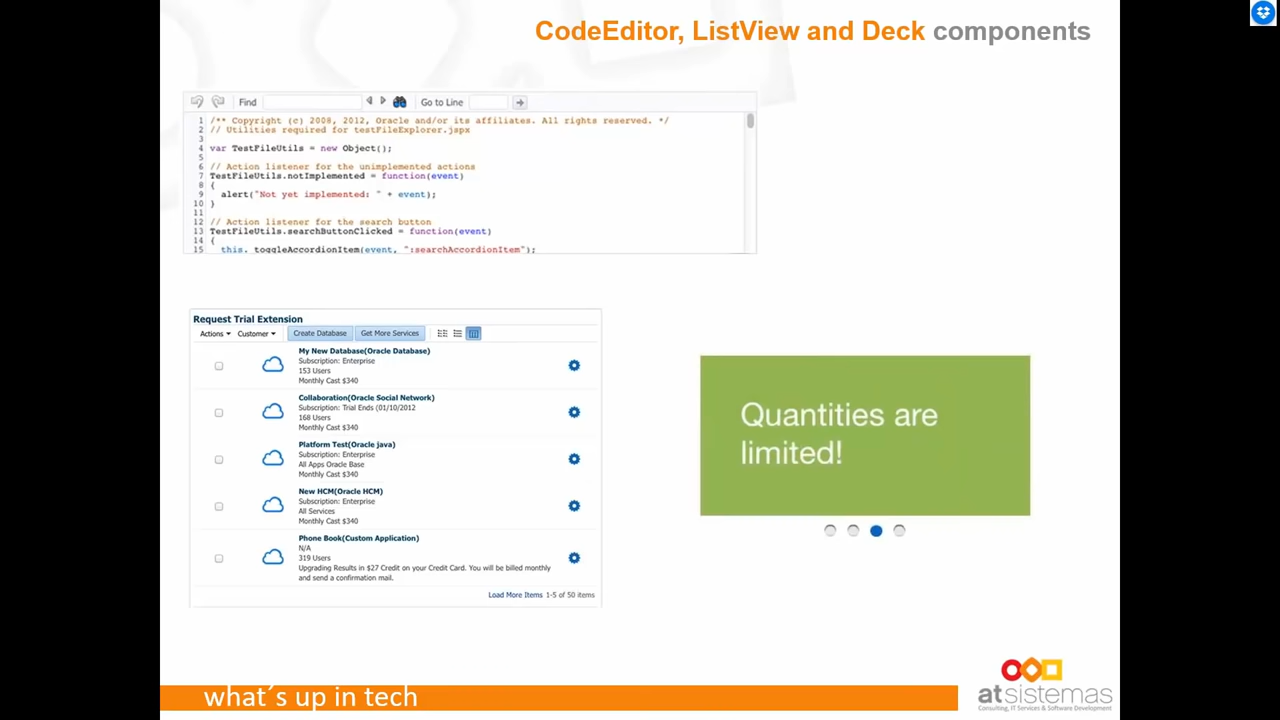 CodeEditor, ListView and Deck components
Find
Go to Line
1 /** Copyright (c) 2008, 2012, Oracle and/or its affiliates. All rights reserved. */
2 // Utilities required for testFileExplorer.jspx
3
4 var TestFileUtils = new Object();
5
6 // Action listener for the unimplemented actions
7 TestFileUtils.notImplemented = function(event)
8 {
9 alert("Not yet implemented: " + event);
10 }
11
12 // Action listener for the search button
13 TestFileUtils.searchButtonClicked = function(event)
14 {
15 this. toggleAccordionItem(event, ":searchAccordionItem");
Request Trial Extension
Actions Customer Create Database Get More Services
My New Database(Oracle Database)
Subscription: Enterprise
153 Users
Monthly Cast $340
Collaboration(Oracle Social Network)
Subscription: Trial Ends (01/10/2012
168 Users
Monthly Cast $340
Platform Test(Oracle java)
Subscription: Enterprise
All Apps Oracle Base
Monthly Cast $340
New HCM(Oracle HCM)
Subscription: Enterprise
All Services
Monthly Cast $340
Phone Book(Custom Application)
N/A
319 Users
Upgrading Results in $27 Credit on your Credit Card. You will be billed monthly
and send a confirmation mail.
Load More Items 1-5 of 50 items
Quantities are
limited!
what´s up in tech
atsistemas
Consulting, IT Services & Software Development